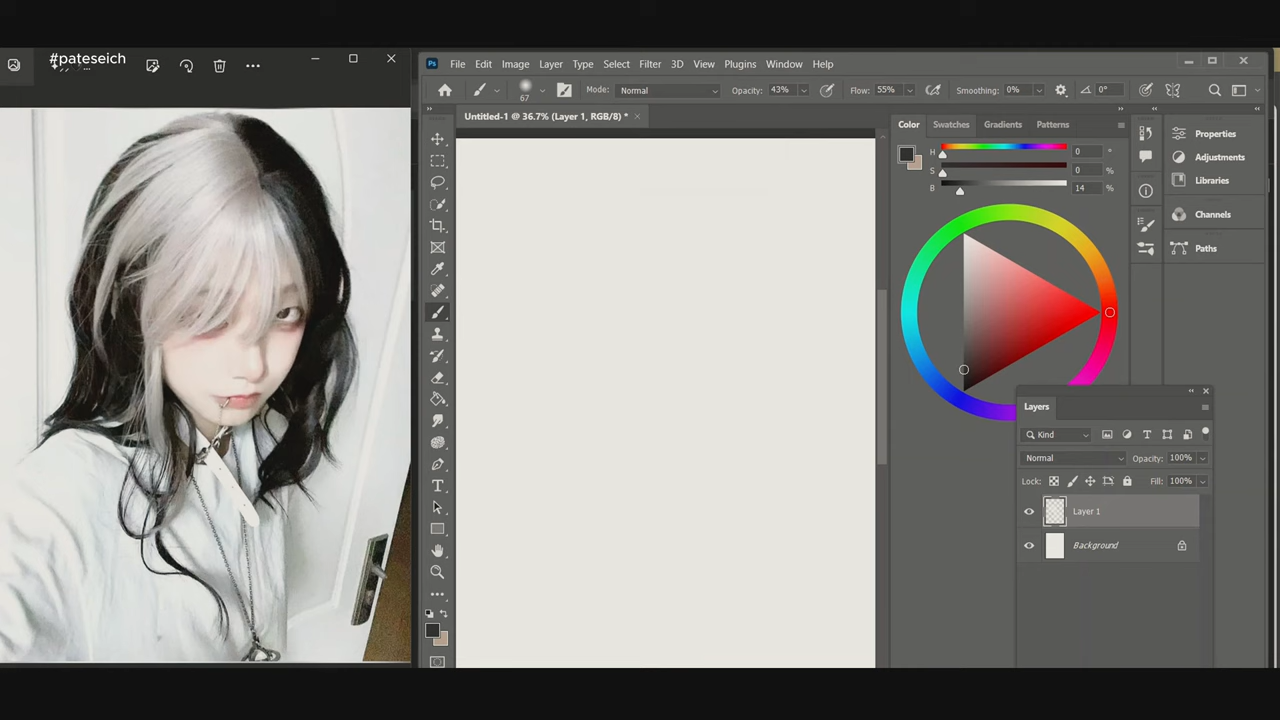 #pateseich
Ps File Edit Image Layer Type Select Filter 3D View Plugins Window Help
67 Mode: Normal Opacity: 43% Flow: 55% Smoothing: 0% 0°
Untitled-1 @ 36.7% (Layer 1, RGB/8) *
Color Swatches Gradients Patterns
H 0 °
S 0 %
B 14 %
Properties
Adjustments
Libraries
Channels
Paths
Layers
Kind
Normal Opacity: 100%
Lock: Fill: 100%
Layer 1
Background